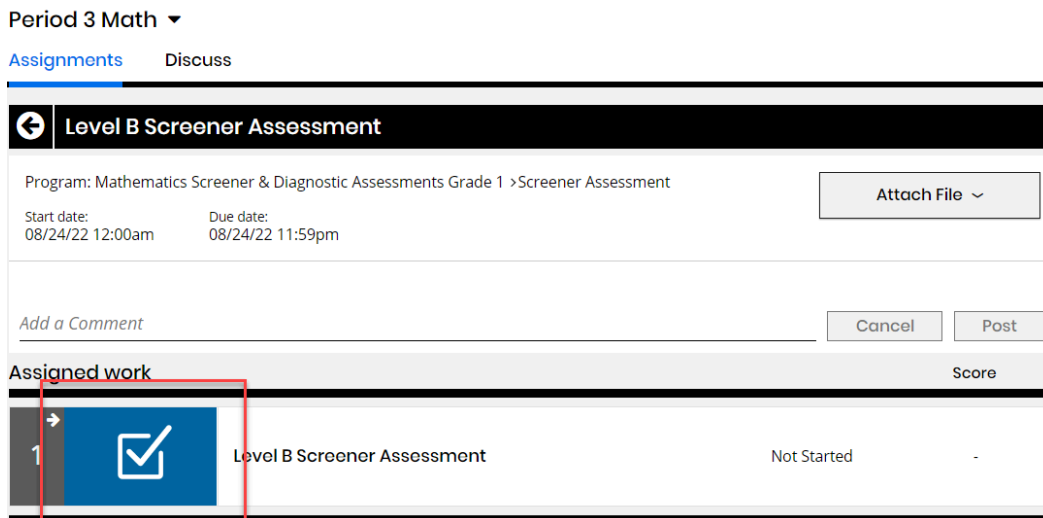 Period 3 Math
Assignments Discuss
Level B Screener Assessment
Program: Mathematics Screener & Diagnostic Assessments Grade 1 >Screener Assessment
Attach File
Start date: Due date:
08/24/22 12:00am 08/24/22 11:59pm
Add a Comment
Cancel Post
Assigned work Score
1 Level B Screener Assessment Not Started -